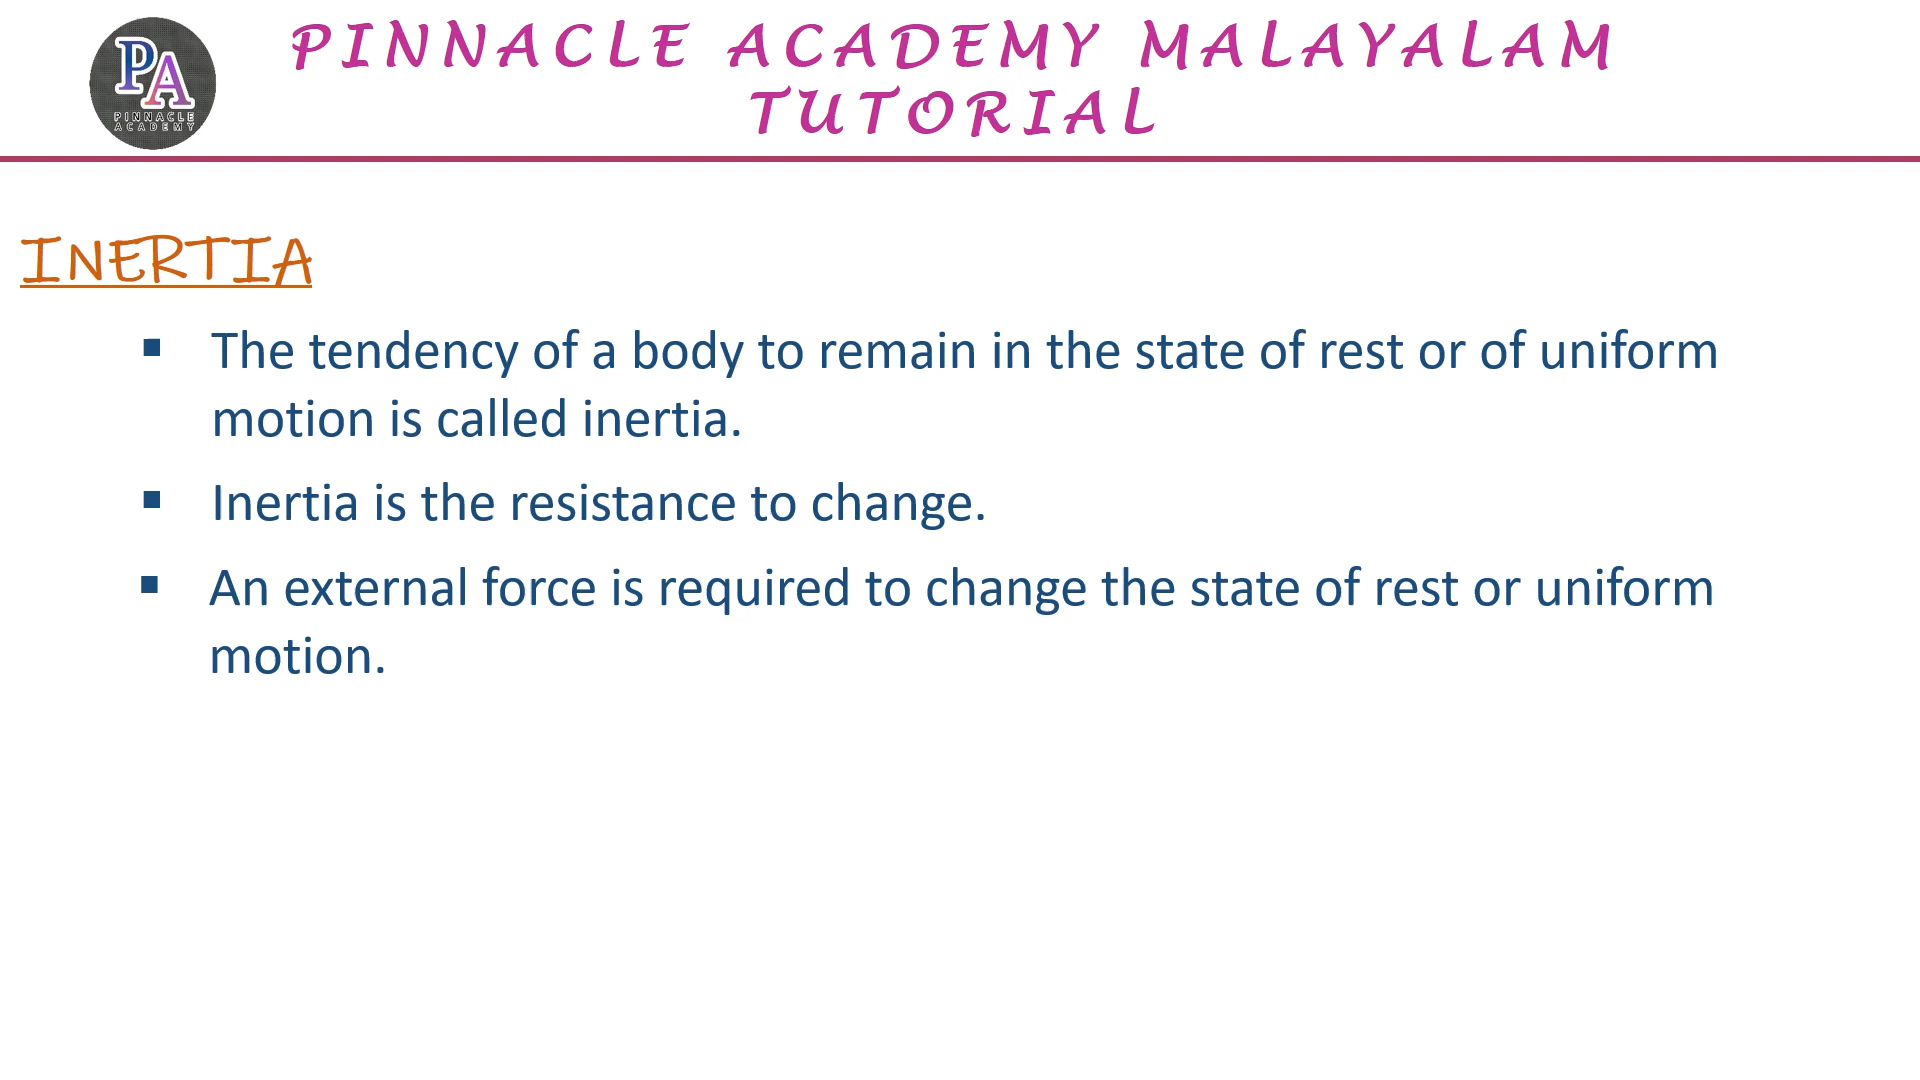 PA
PINNACLE
ACADEMY
PINNACLE ACADEMY MALAYALAM
TUTORIAL
INERTIA
▪ The tendency of a body to remain in the state of rest or of uniform
motion is called inertia.
▪ Inertia is the resistance to change.
▪ An external force is required to change the state of rest or uniform
motion.